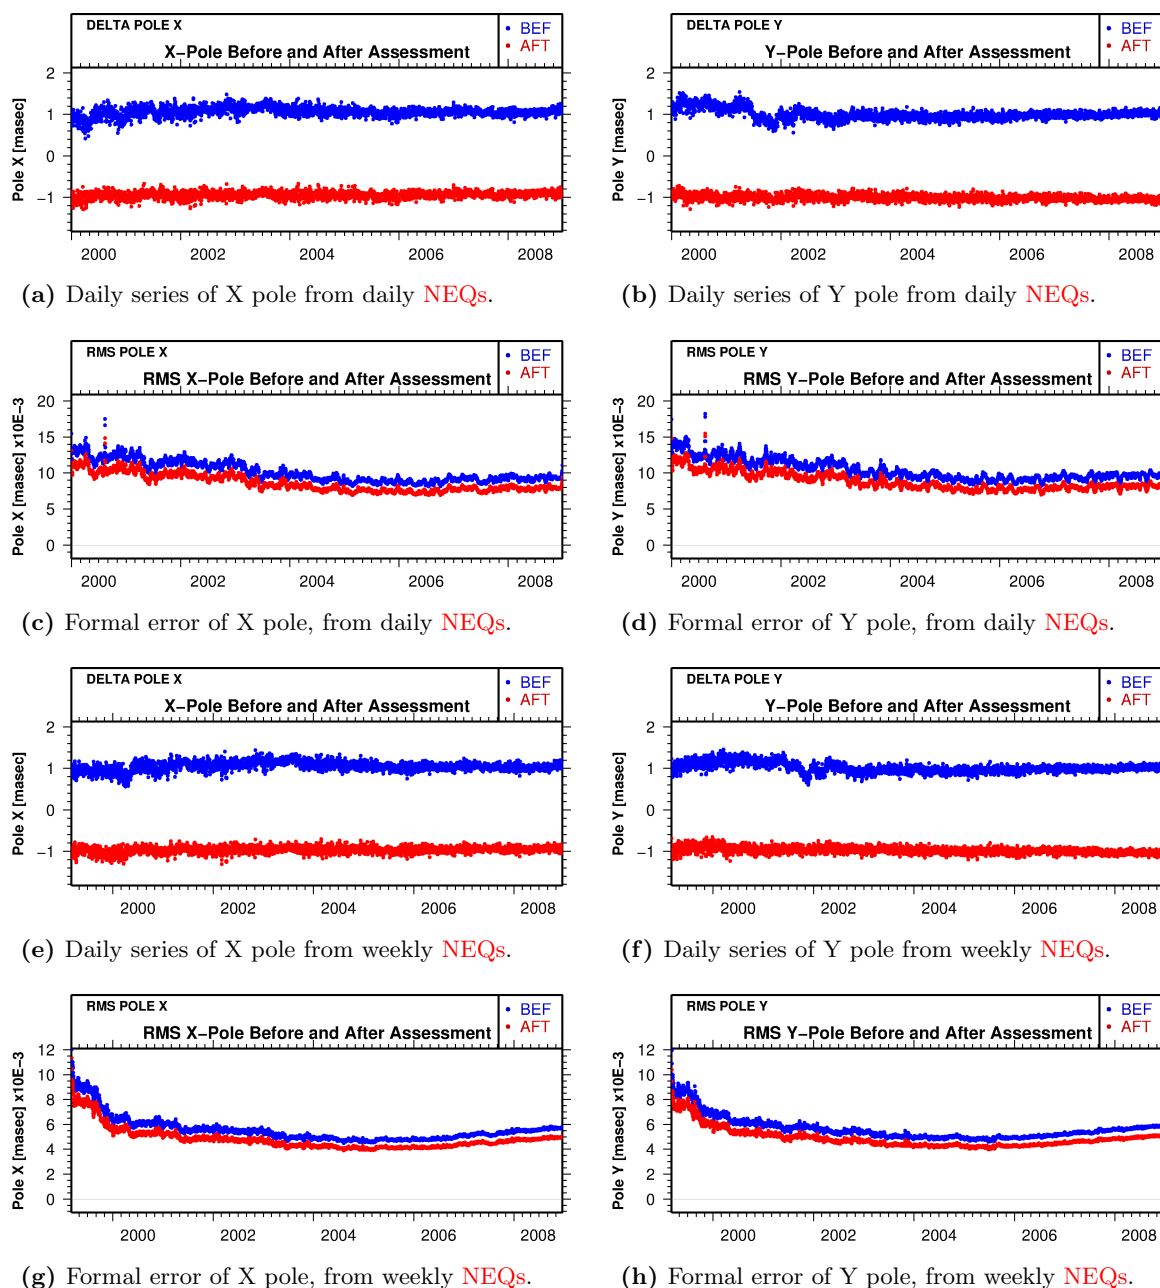 DELTA POLE X
BEF
X–Pole Before and After Assessment
AFT
Pole X [masec]
2
1
0
−1
2000 2002 2004 2006 2008
(a) Daily series of X pole from daily NEQs.
DELTA POLE Y
BEF
Y–Pole Before and After Assessment
AFT
Pole Y [masec]
2
1
0
−1
2000 2002 2004 2006 2008
(b) Daily series of Y pole from daily NEQs.
RMS POLE X
BEF
RMS X–Pole Before and After Assessment
AFT
Pole X [masec] x10E−3
20
15
10
5
0
2000 2002 2004 2006 2008
(c) Formal error of X pole, from daily NEQs.
RMS POLE Y
BEF
RMS Y–Pole Before and After Assessment
AFT
Pole Y [masec] x10E−3
20
15
10
5
0
2000 2002 2004 2006 2008
(d) Formal error of Y pole, from daily NEQs.
DELTA POLE X
BEF
X–Pole Before and After Assessment
AFT
Pole X [masec]
2
1
0
−1
2000 2002 2004 2006 2008
(e) Daily series of X pole from weekly NEQs.
DELTA POLE Y
BEF
Y–Pole Before and After Assessment
AFT
Pole Y [masec]
2
1
0
−1
2000 2002 2004 2006 2008
(f) Daily series of Y pole from weekly NEQs.
RMS POLE X
BEF
RMS X–Pole Before and After Assessment
AFT
Pole X [masec] x10E−3
12
10
8
6
4
2
0
2000 2002 2004 2006 2008
(g) Formal error of X pole, from weekly NEQs.
RMS POLE Y
BEF
RMS Y–Pole Before and After Assessment
AFT
Pole Y [masec] x10E−3
12
10
8
6
4
2
0
2000 2002 2004 2006 2008
(h) Formal error of Y pole, from weekly NEQs.